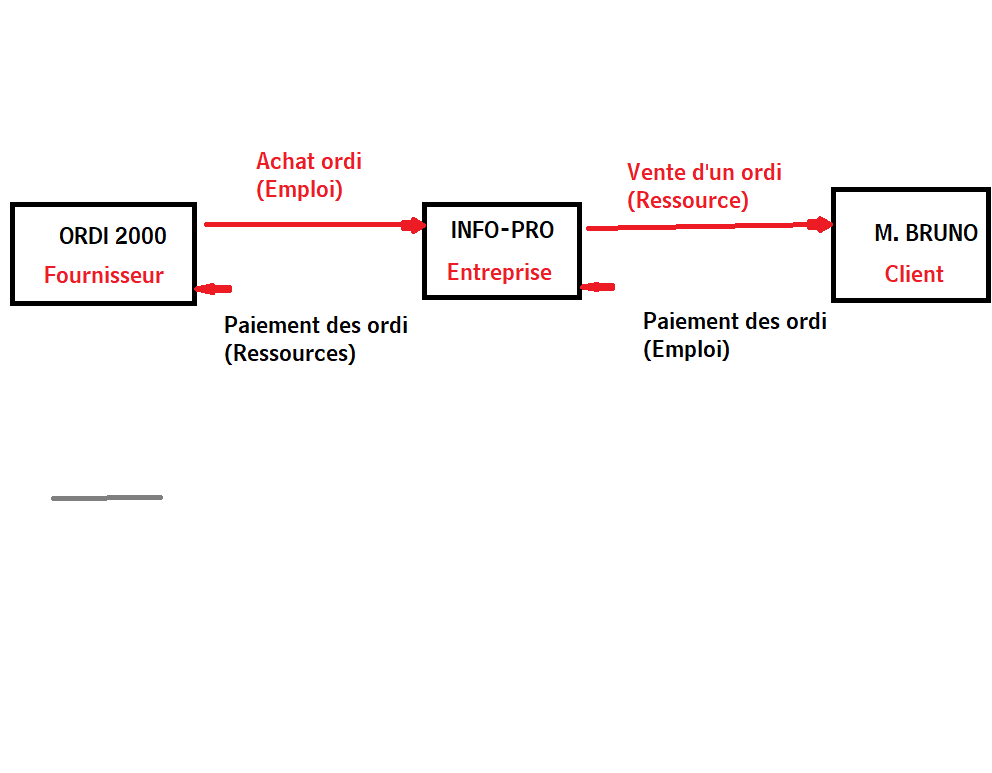 Achat ordi
(Emploi)
Vente d'un ordi
(Ressource)
ORDI 2000
Fournisseur
INFO-PRO
Entreprise
M. BRUNO
Client
Paiement des ordi
(Ressources)
Paiement des ordi
(Emploi)